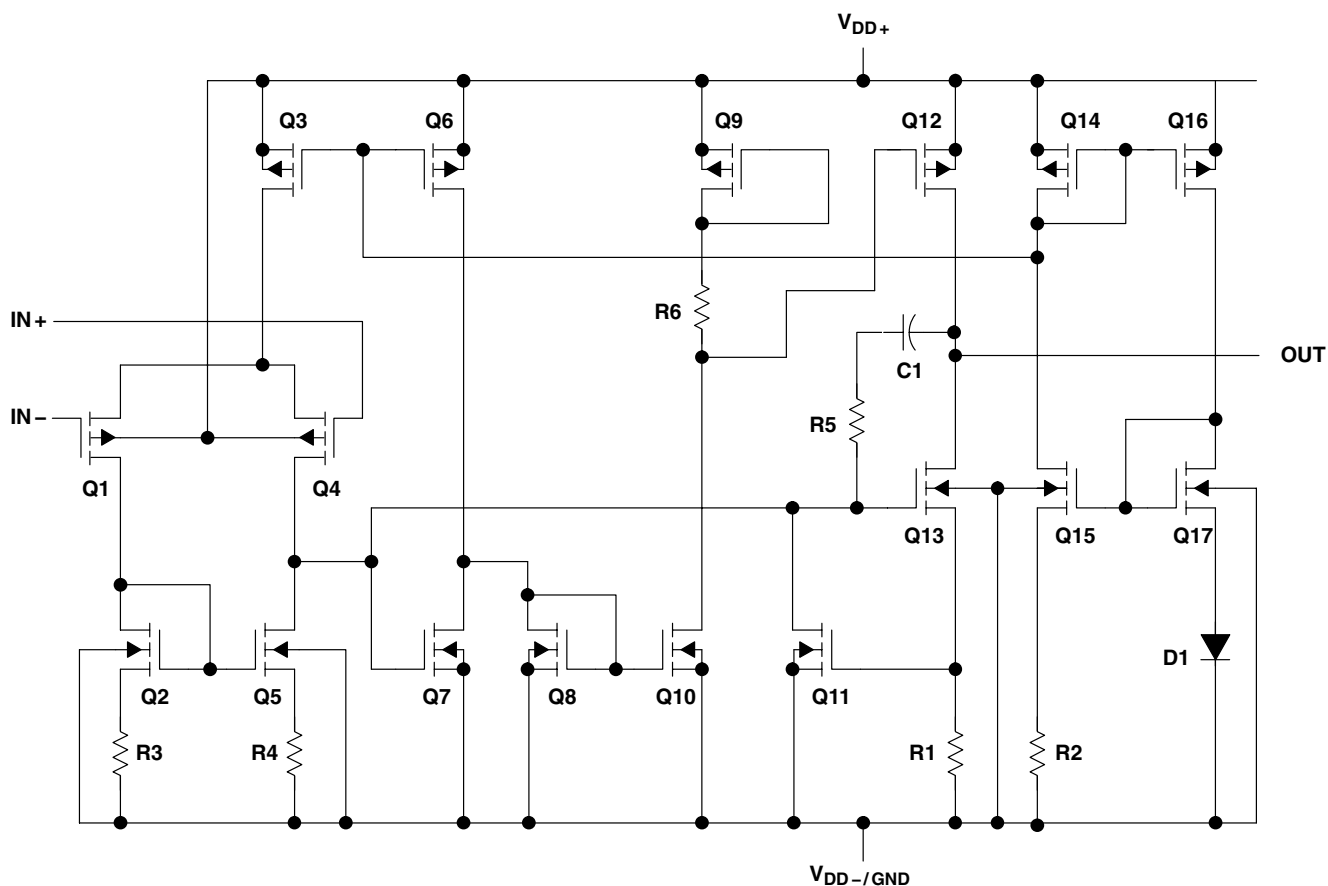 VDD+
Q3 Q6 Q9 Q12 Q14 Q16
IN+
R6
OUT
C1
IN−
R5
Q1 Q4
Q13 Q15 Q17
D1
Q2 Q5 Q7 Q8 Q10 Q11
R3 R4 R1 R2
VDD−/GND